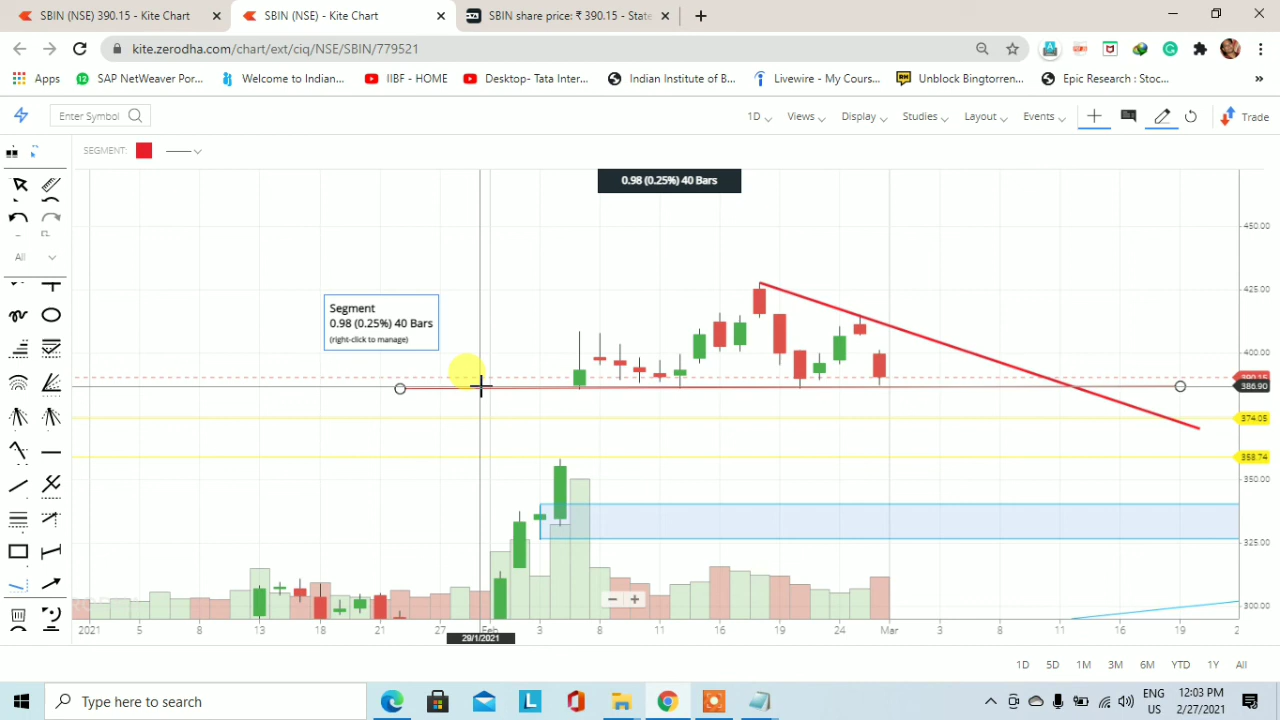 SBIN (NSE) 390.15 - Kite Chart
SBIN (NSE) - Kite Chart
SBIN share price: ₹ 390.15 - State
kite.zerodha.com/chart/ext/ciq/NSE/SBIN/779521
Apps
SAP NetWeaver Por...
Welcome to Indian...
IIBF - HOME
Desktop- Tata Inter...
Indian Institute of B...
Livewire - My Cours...
Unblock Bingtorren...
Epic Research : Stoc...
»
Enter Symbol
1D
Views
Display
Studies
Layout
Events
Trade
SEGMENT:
0.98 (0.25%) 40 Bars
All
450.00
425.00
400.00
390.15
386.90
374.05
358.74
350.00
325.00
300.00
Segment
0.98 (0.25%) 40 Bars
(right-click to manage)
2021 5 8 13 18 21 27 Feb 3 8 11 16 19 24 Mar 3 8 11 16 19 2
29/1/2021
1D 5D 1M 3M 6M YTD 1Y All
Type here to search
ENG
US
12:03 PM
2/27/2021